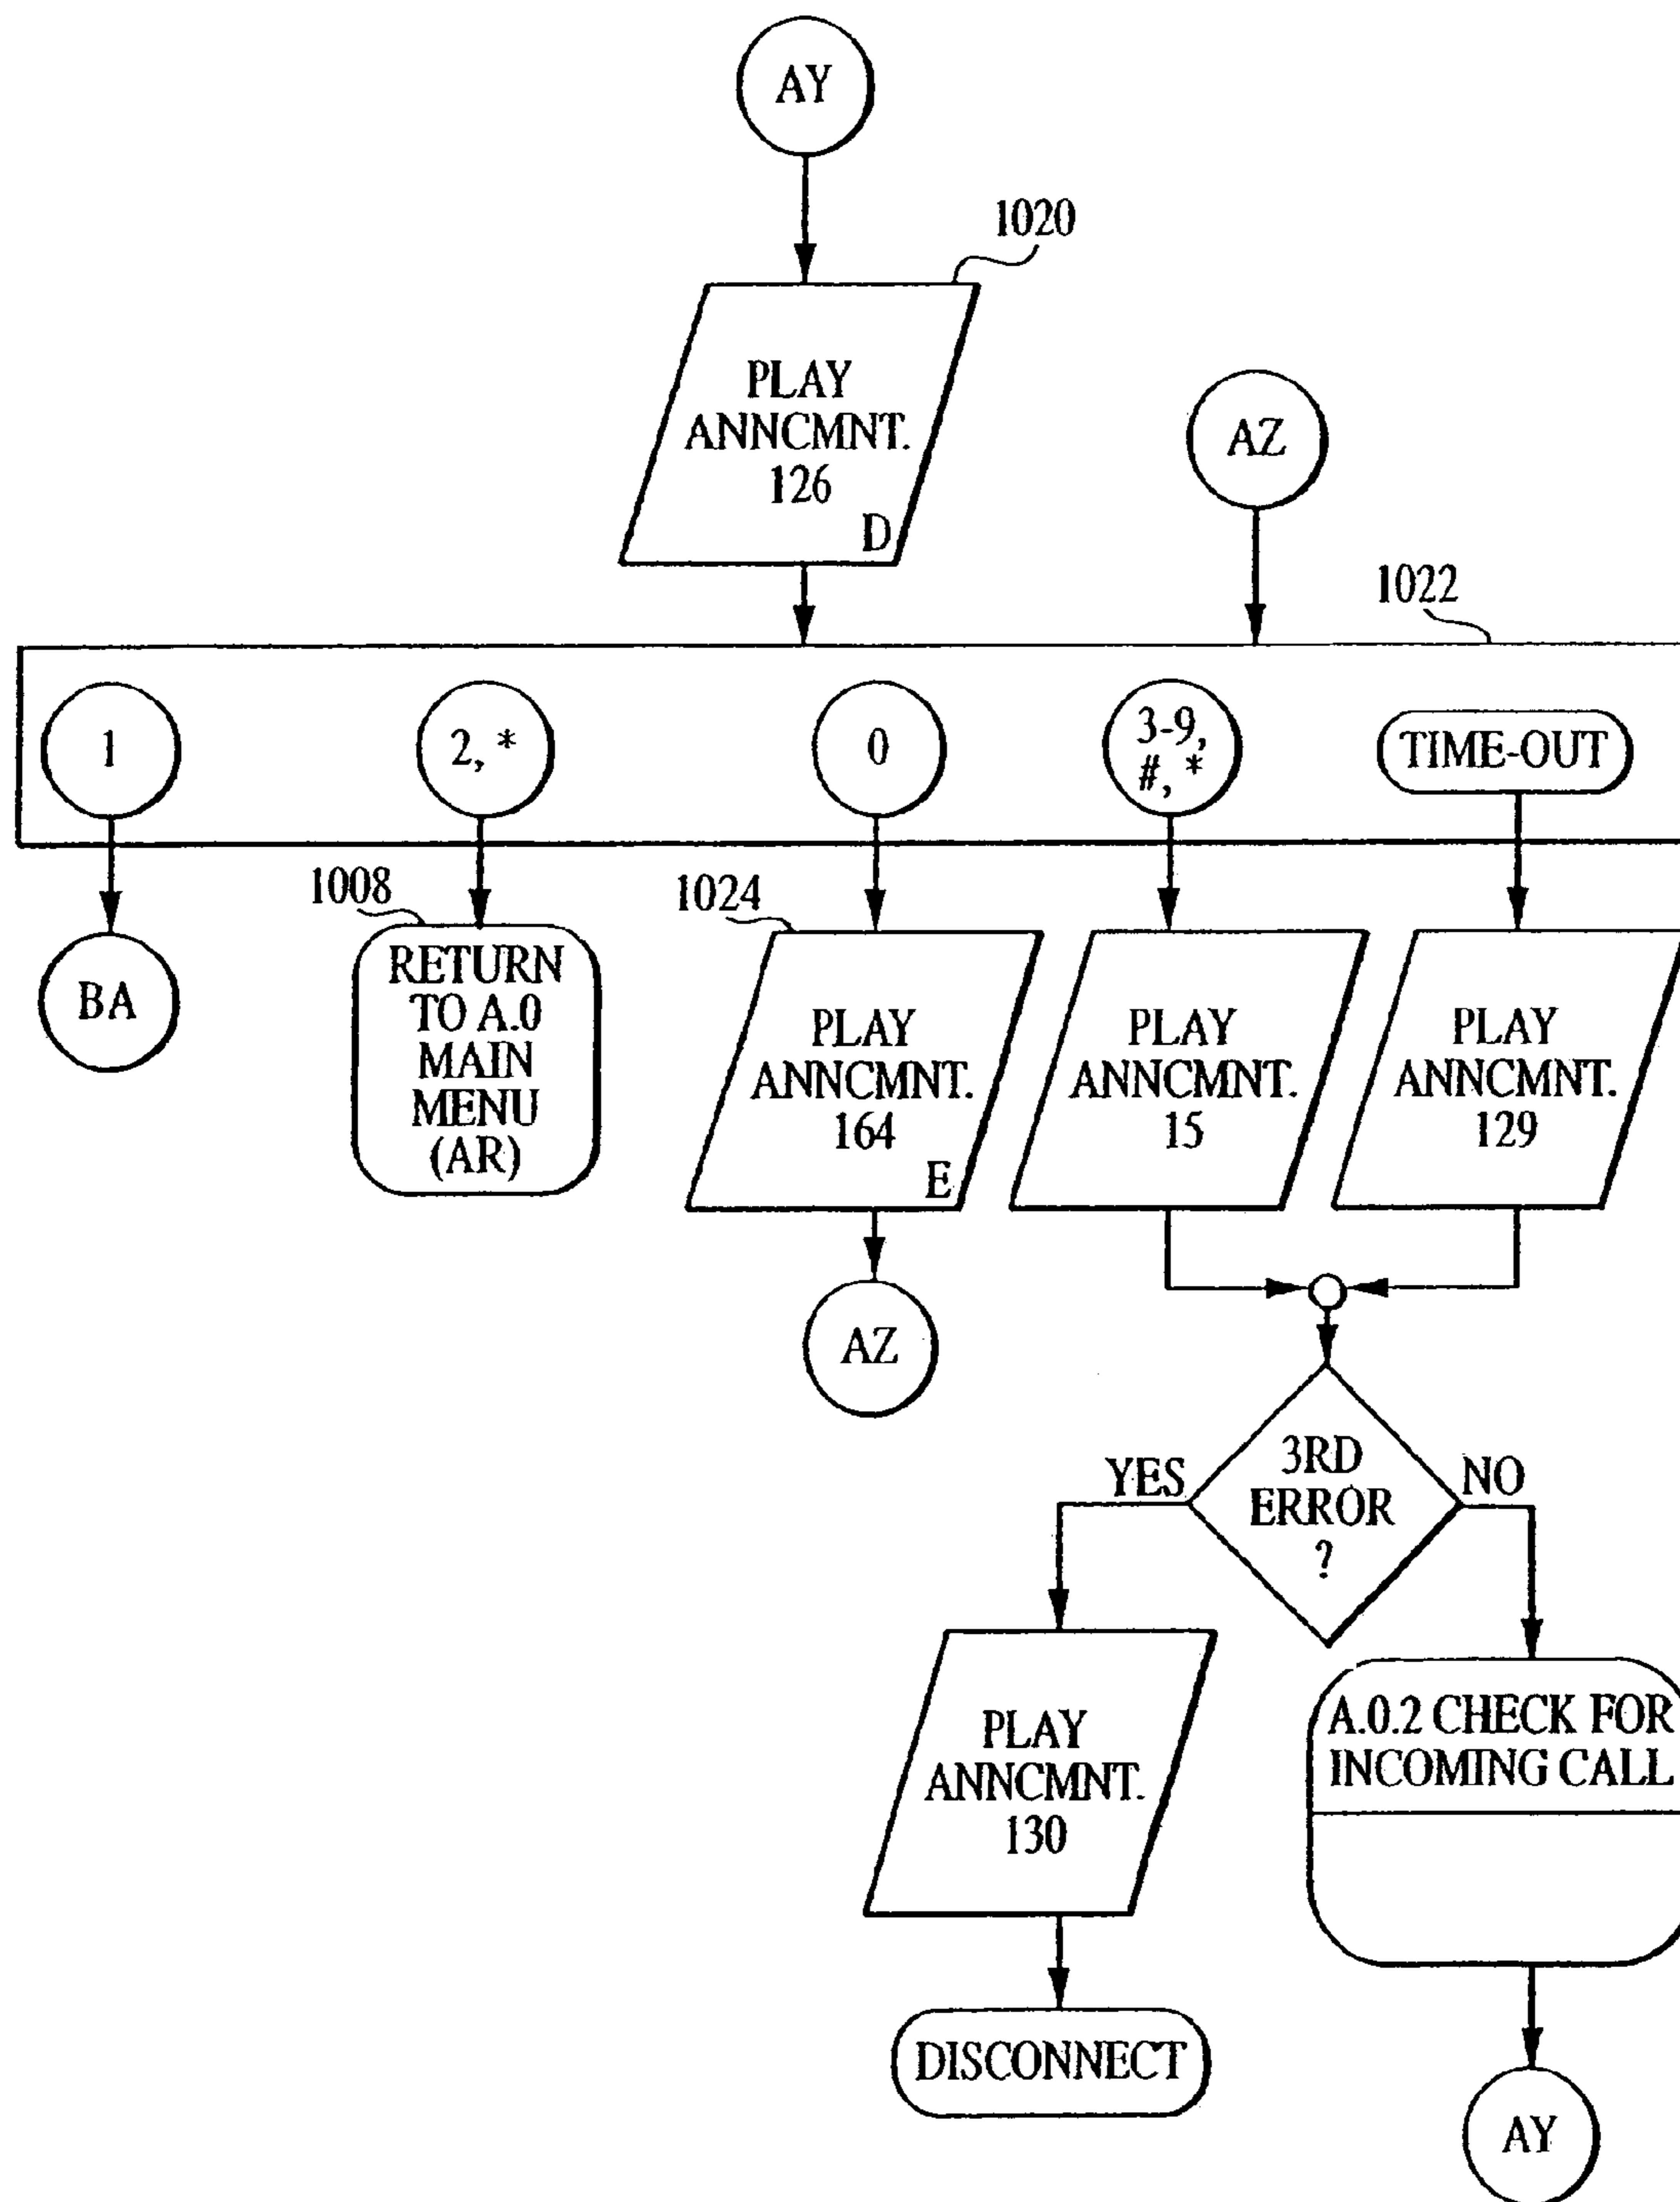 AY
1020
PLAY
ANNCMNT.
126
D
AZ
1022
1
2, *
0
3-9,
#, *
TIME-OUT
1008
1024
BA
RETURN
TO A.0
MAIN
MENU
(AR)
PLAY
ANNCMNT.
164
E
PLAY
ANNCMNT.
15
PLAY
ANNCMNT.
129
AZ
YES
3RD
ERROR
?
NO
PLAY
ANNCMNT.
130
A.0.2 CHECK FOR
INCOMING CALL
DISCONNECT
AY